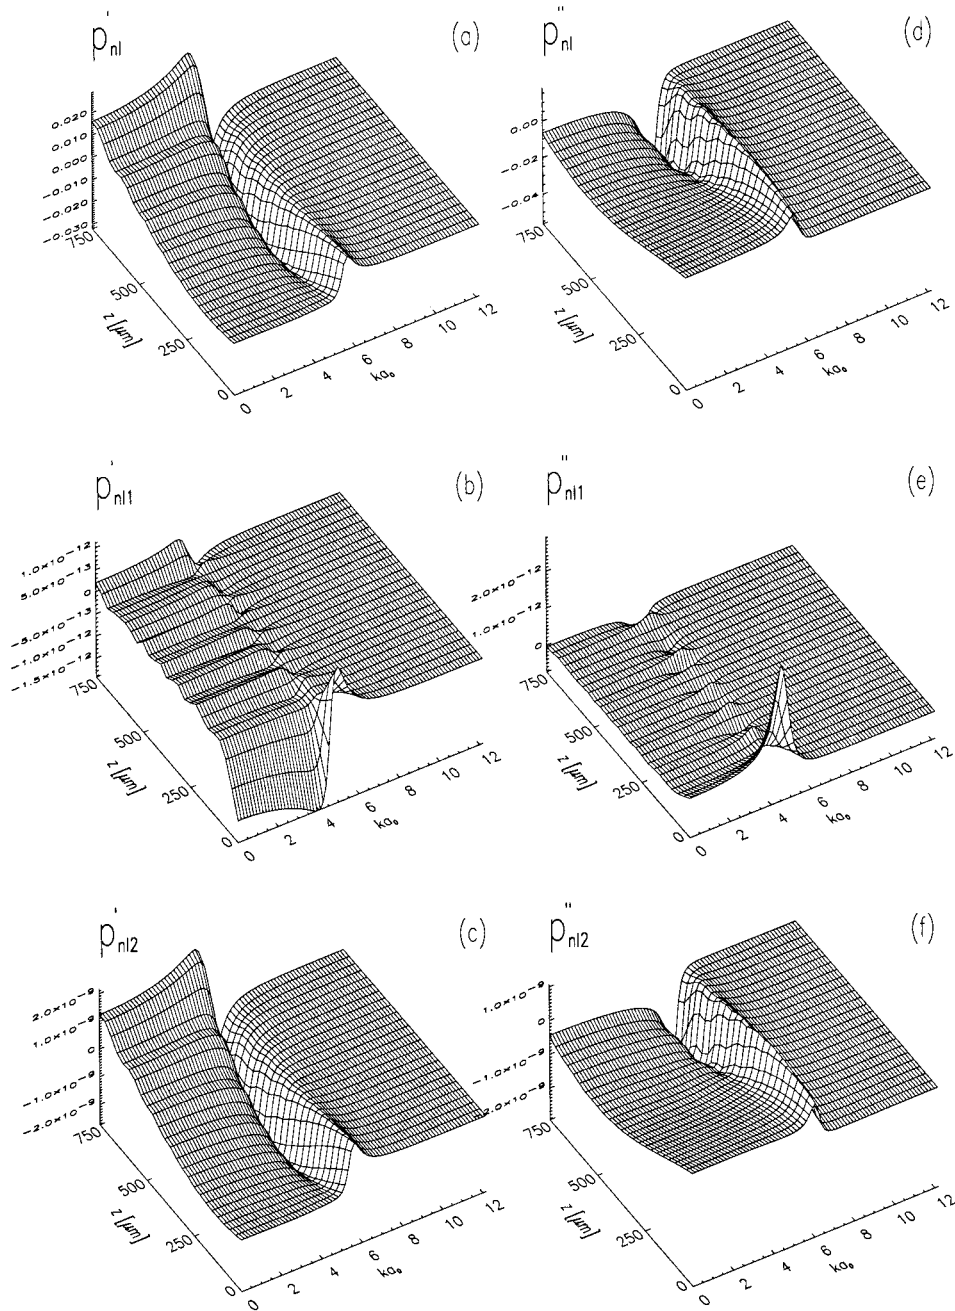 p'nl (a)
0.020
0.010
0.000
-0.010
-0.020
-0.030
750
500
250
0
z [μm]
0 2 4 6 8 10 12
ka₀
p''nl (d)
0.00
-0.02
-0.04
750
500
250
0
z [μm]
0 2 4 6 8 10 12
ka₀
p'nl1 (b)
1.0×10⁻¹²
5.0×10⁻¹³
0
-5.0×10⁻¹³
-1.0×10⁻¹²
-1.5×10⁻¹²
750
500
250
0
z [μm]
0 2 4 6 8 10 12
ka₀
p''nl1 (e)
2.0×10⁻¹²
1.0×10⁻¹²
0
750
500
250
0
z [μm]
0 2 4 6 8 10 12
ka₀
p'nl2 (c)
2.0×10⁻⁹
1.0×10⁻⁹
0
-1.0×10⁻⁹
-2.0×10⁻⁹
750
500
250
0
z [μm]
0 2 4 6 8 10 12
ka₀
p''nl2 (f)
1.0×10⁻⁹
0
-1.0×10⁻⁹
-2.0×10⁻⁹
750
500
250
0
z [μm]
0 2 4 6 8 10 12
ka₀